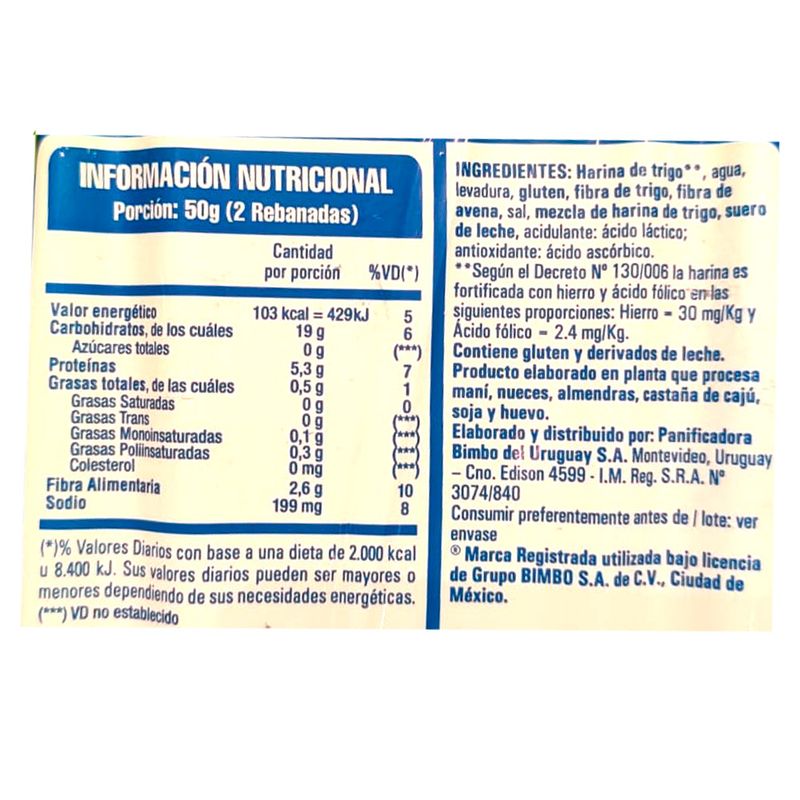 INFORMACIÓN NUTRICIONAL
Porción: 50g (2 Rebanadas)
Cantidad
por porción %VD(*)
Valor energético 103 kcal = 429kJ 5
Carbohidratos, de los cuáles 19 g 6
Azúcares totales 0 g (***)
Proteínas 5,3 g 7
Grasas totales, de las cuáles 0,5 g 1
Grasas Saturadas 0 g 0
Grasas Trans 0 g (***)
Grasas Monoinsaturadas 0,1 g (***)
Grasas Poliinsaturadas 0,3 g (***)
Colesterol 0 mg (***)
Fibra Alimentaria 2,6 g 10
Sodio 199 mg 8
(*)% Valores Diarios con base a una dieta de 2.000 kcal
u 8.400 kJ. Sus valores diarios pueden ser mayores o
menores dependiendo de sus necesidades energéticas.
(***) VD no establecido
INGREDIENTES: Harina de trigo**, agua,
levadura, gluten, fibra de trigo, fibra de
avena, sal, mezcla de harina de trigo, suero
de leche, acidulante: ácido láctico;
antioxidante: ácido ascórbico.
**Según el Decreto Nº 130/006 la harina es
fortificada con hierro y ácido fólico en las
siguientes proporciones: Hierro - 30 mg/Kg y
Ácido fólico - 2.4 mg/Kg.
Contiene gluten y derivados de leche.
Producto elaborado en planta que procesa
maní, nueces, almendras, castaña de cajú,
soja y huevo.
Elaborado y distribuido por: Panificadora
Bimbo del Uruguay S.A. Montevideo, Uruguay
– Cno. Edison 4599 - I.M. Reg. S.R.A. Nº
3074/840
Consumir preferentemente antes de / lote: ver
envase
® Marca Registrada utilizada bajo licencia
de Grupo BIMBO S.A. de C.V., Ciudad de
México.